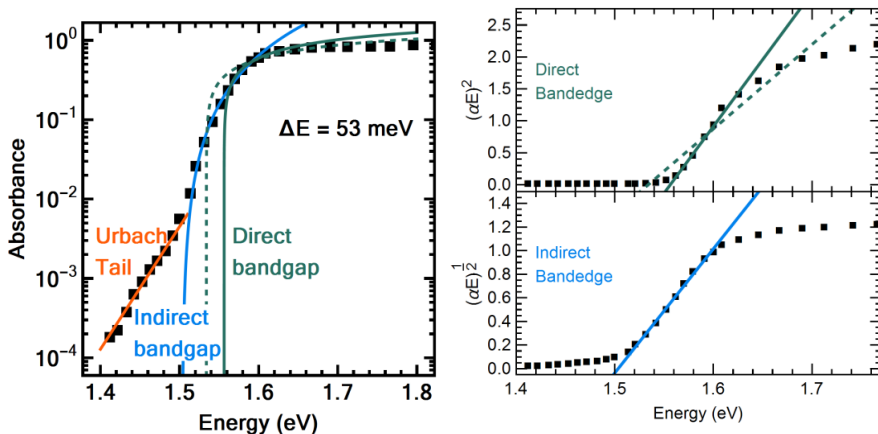 10⁰
10⁻¹
10⁻²
10⁻³
10⁻⁴
Absorbance
ΔE = 53 meV
Urbach
Tail
Direct
bandgap
Indirect
bandgap
1.4 1.5 1.6 1.7 1.8
Energy (eV)
2.5
2.0
1.5
1.0
0.5
0.0
(αE)²
Direct
Bandedge
1.4
1.2
1.0
0.8
0.6
0.4
0.2
0.0
(αE)^½
Indirect
Bandedge
1.4 1.5 1.6 1.7
Energy (eV)